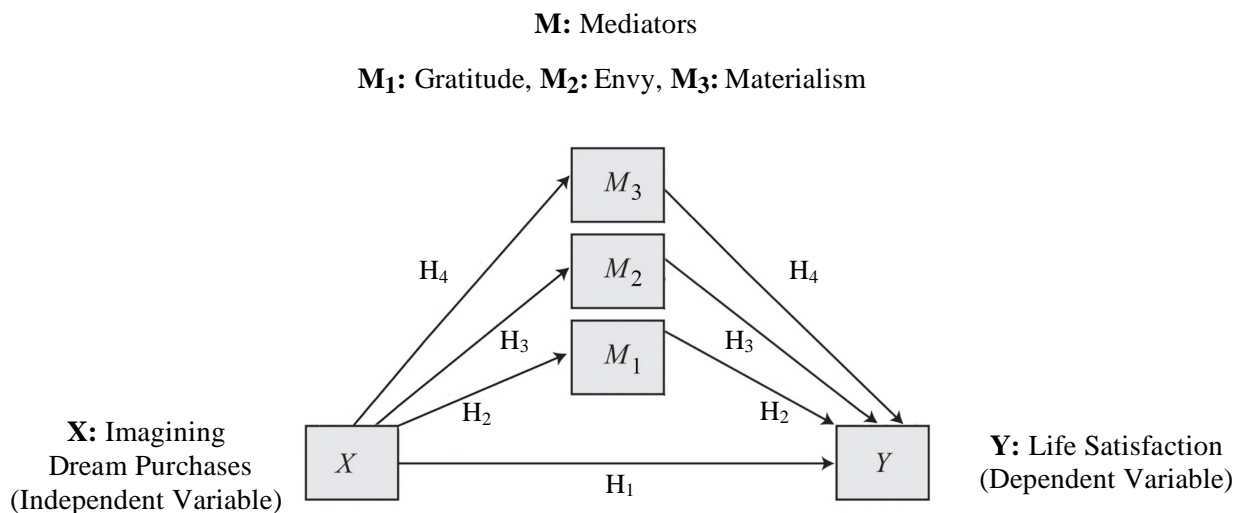 M: Mediators
M₁: Gratitude, M₂: Envy, M₃: Materialism
M₃
H₄
H₄
M₂
H₃
H₃
M₁
H₂
H₂
X: Imagining
Dream Purchases
(Independent Variable)
X
H₁
Y
Y: Life Satisfaction
(Dependent Variable)